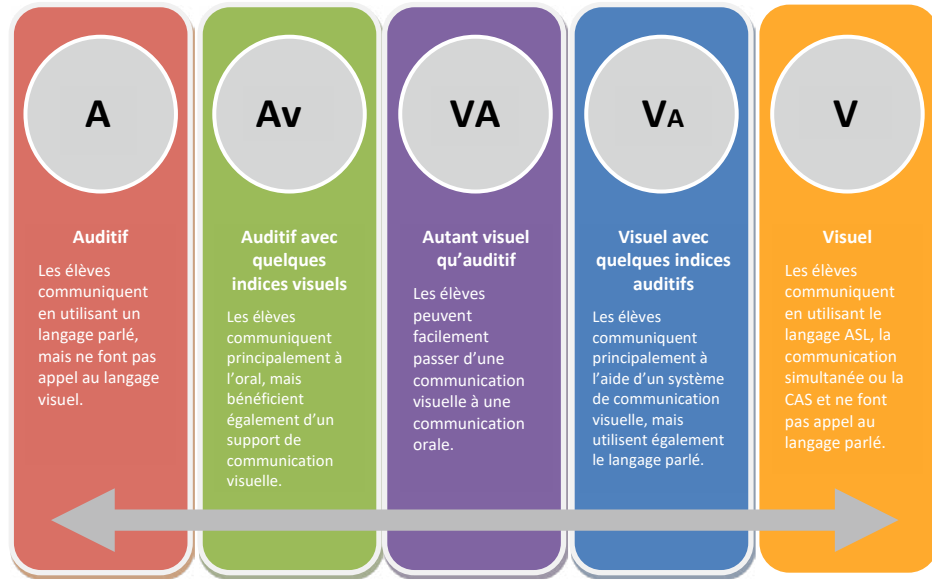 A
Auditif
Les élèves
communiquent
en utilisant un
langage parlé,
mais ne font pas
appel au langage
visuel.
Av
Auditif avec
quelques
indices visuels
Les élèves
communiquent
principalement à
l'oral, mais
bénéficient
également d'un
support de
communication
visuelle.
VA
Autant visuel
qu'auditif
Les élèves
peuvent
facilement
passer d'une
communication
visuelle à une
communication
orale.
VA
Visuel avec
quelques indices
auditifs
Les élèves
communiquent
principalement à
l'aide d'un système
de communication
visuelle, mais
utilisent également
le langage parlé.
V
Visuel
Les élèves
communiquent
en utilisant le
langage ASL, la
communication
simultanée ou la
CAS et ne font
pas appel au
langage parlé.